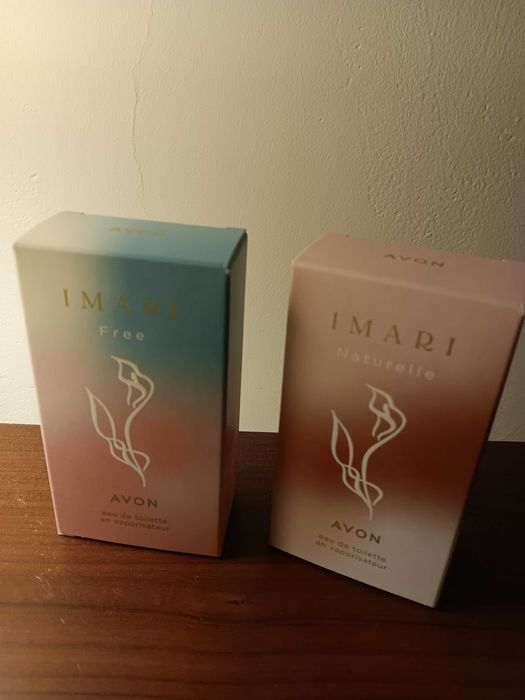 AVON
IMARI
Free
AVON
eau de toilette
en vaporisateur
AVON
IMARI
Naturelle
AVON
eau de toilette
en vaporisateur